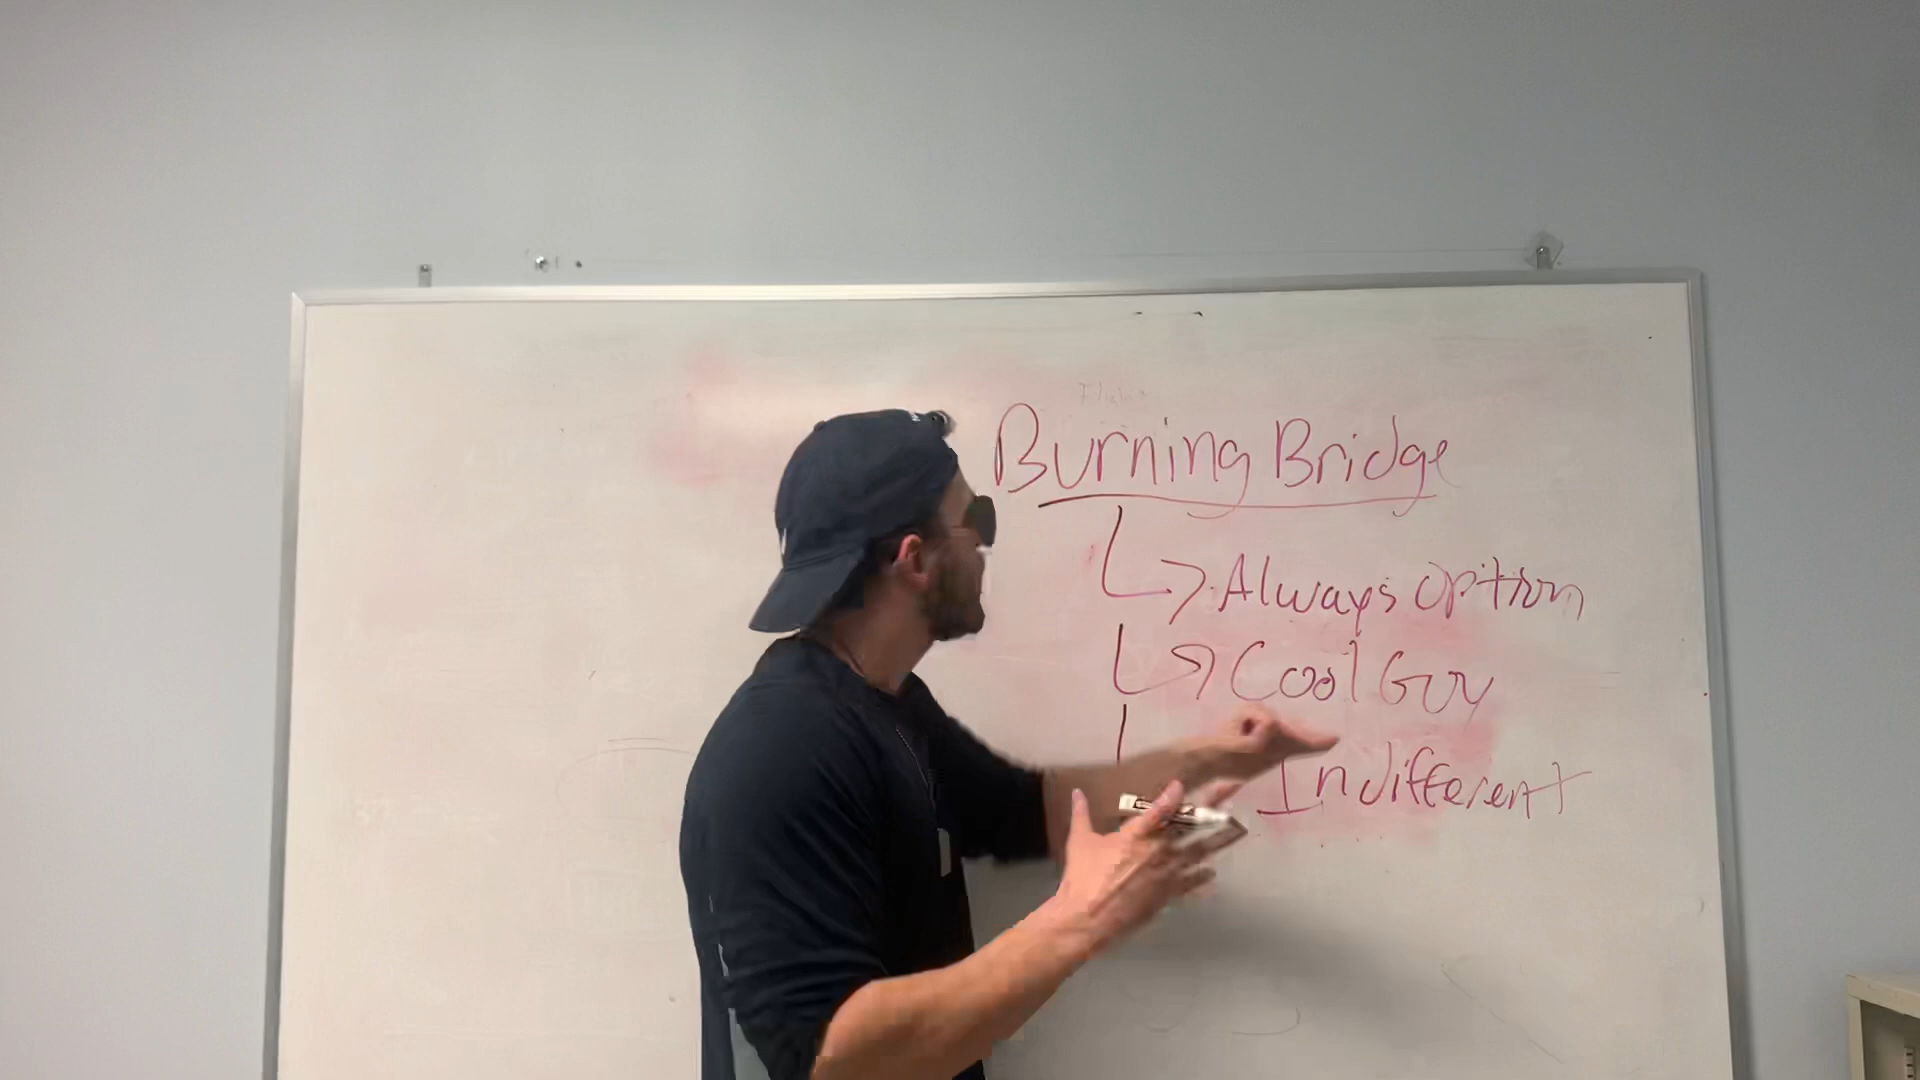 Burning Bridge
Always option
Cool Guy
Indifferent